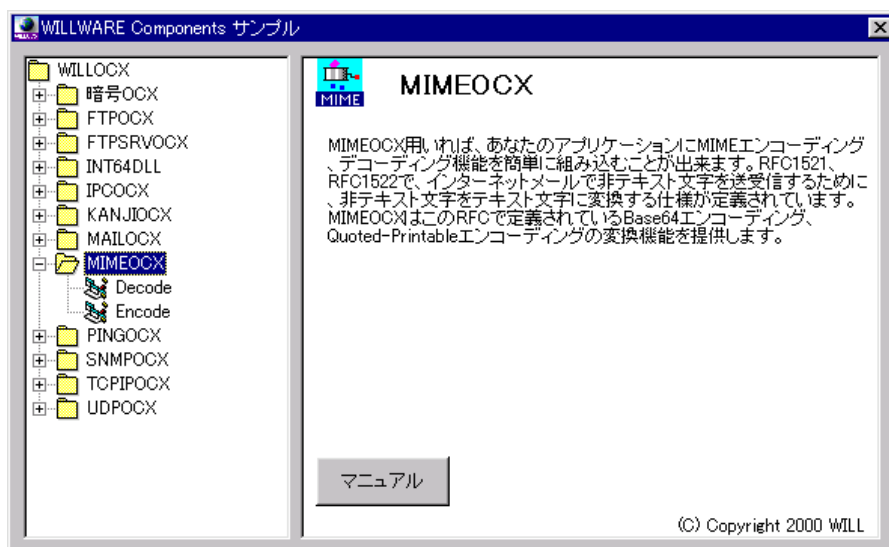 WILLWARE Components サンプル
WILLOCX
暗号OCX
FTPOCX
FTPSRVOCX
INT64DLL
IPCOCX
KANJIOCX
MAILOCX
MIMEOCX
Decode
Encode
PINGOCX
SNMPOCX
TCPIPOCX
UDPOCX
MIME
MIMEOCX
MIMEOCX用いれば、あなたのアプリケーションにMIMEエンコーディング
、デコーディング機能を簡単に組み込むことが出来ます。RFC1521、
RFC1522で、インターネットメールで非テキスト文字を送受信するために
、非テキスト文字をテキスト文字に変換する仕様が定義されています。
MIMEOCXはこのRFCで定義されているBase64エンコーディング、
Quoted-Printableエンコーディングの変換機能を提供します。
マニュアル
(C) Copyright 2000 WILL